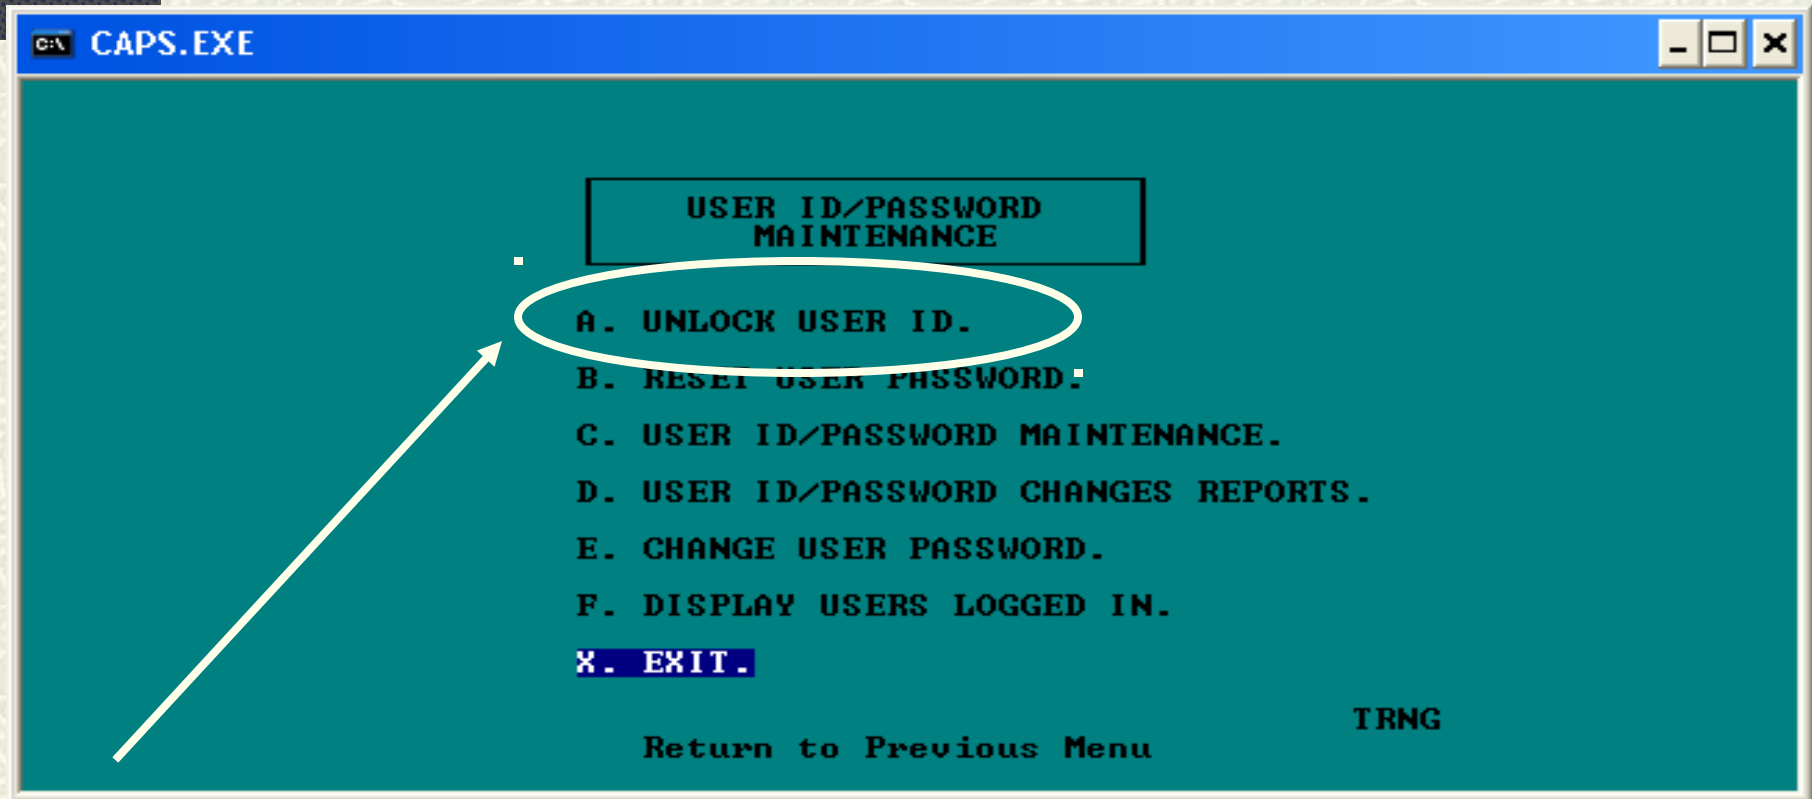 C:\ CAPS.EXE
USER ID/PASSWORD
MAINTENANCE
A. UNLOCK USER ID.
B. RESET USER PASSWORD.
C. USER ID/PASSWORD MAINTENANCE.
D. USER ID/PASSWORD CHANGES REPORTS.
E. CHANGE USER PASSWORD.
F. DISPLAY USERS LOGGED IN.
X. EXIT.
TRNG
Return to Previous Menu